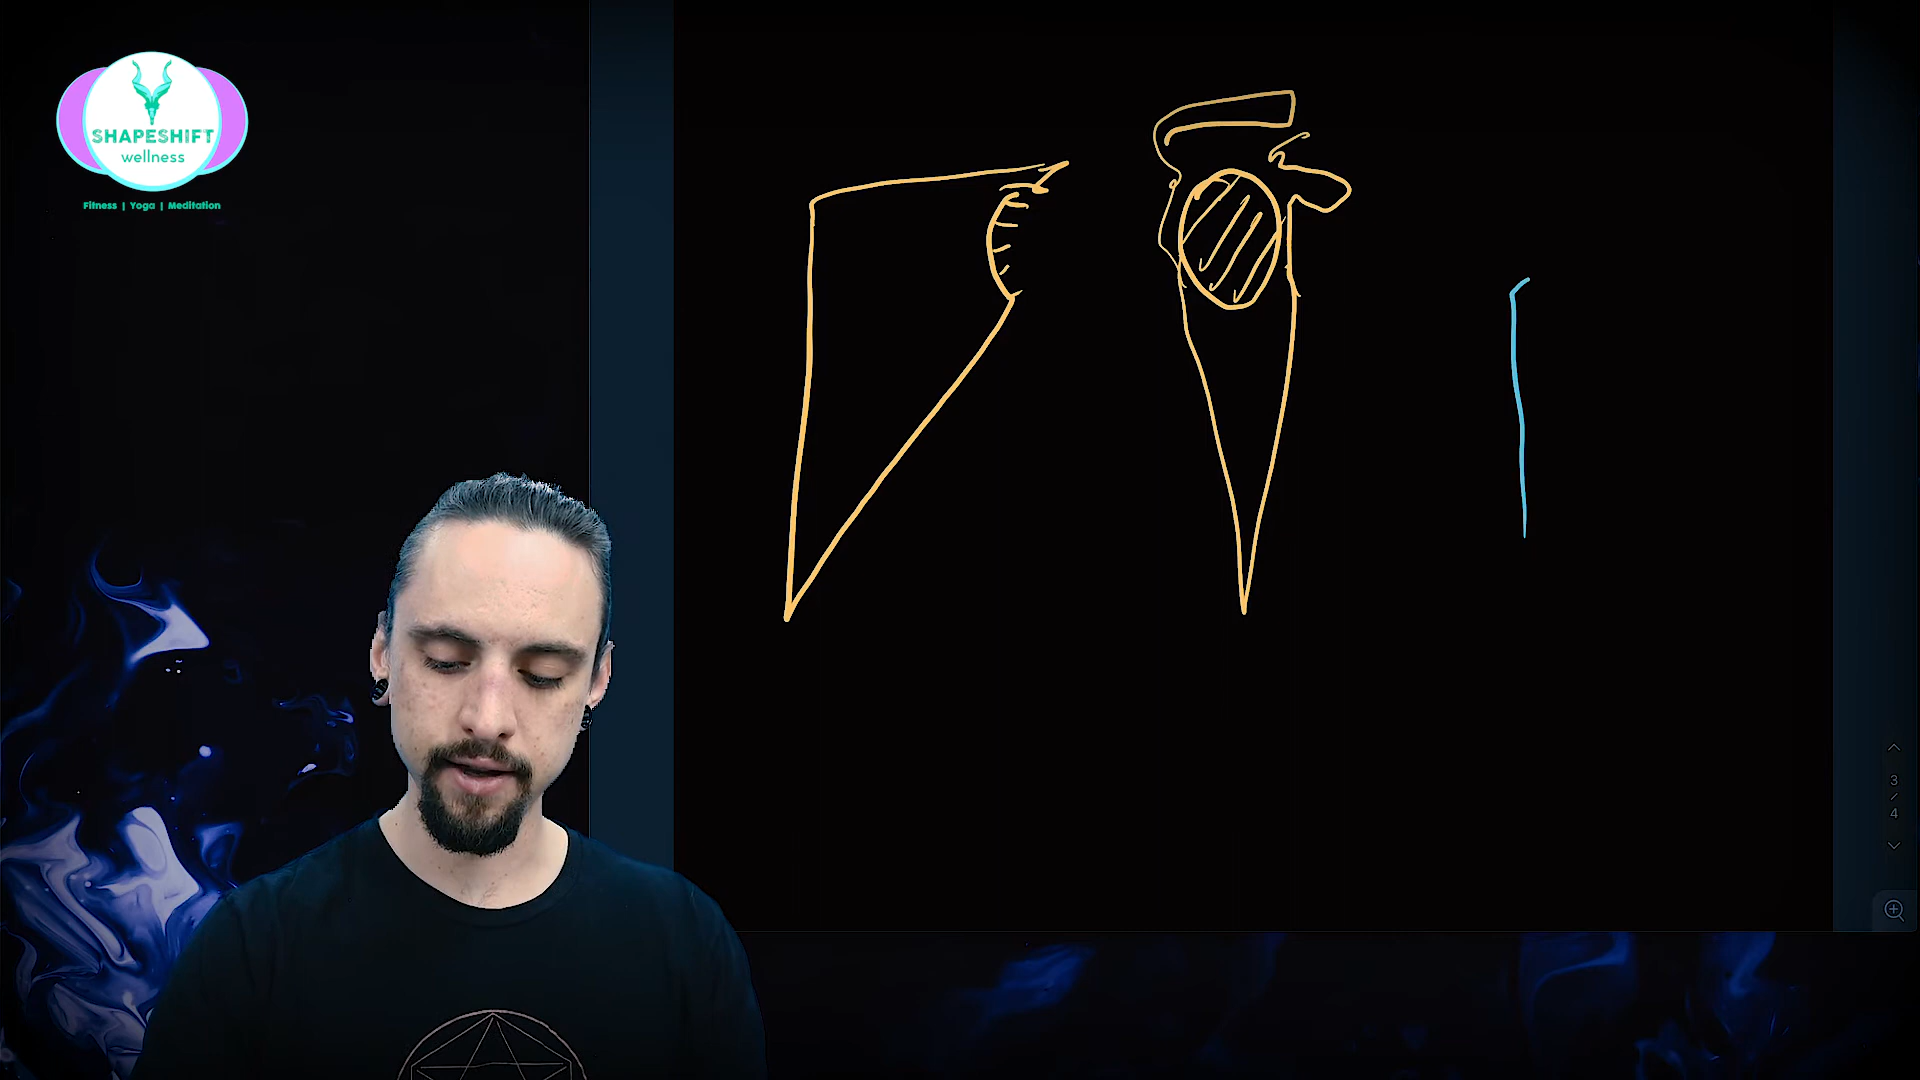 SHAPESHIFT
wellness
Fitness | Yoga | Meditation
3
/
4